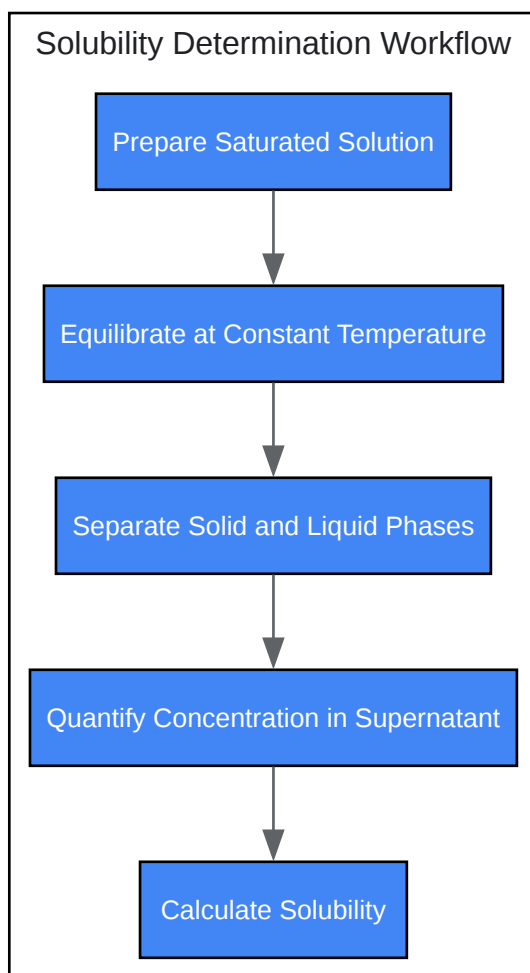 Solubility Determination Workflow
Prepare Saturated Solution
Equilibrate at Constant Temperature
Separate Solid and Liquid Phases
Quantify Concentration in Supernatant
Calculate Solubility